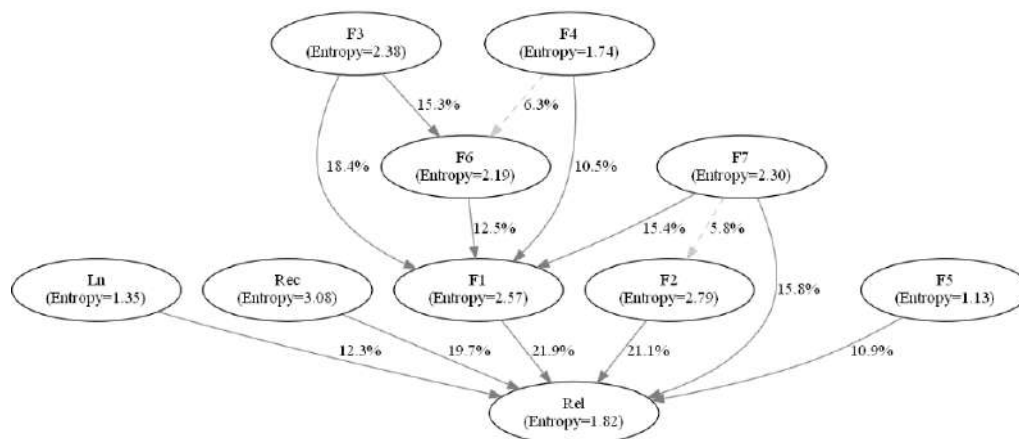 F3
(Entropy=2.38)
F4
(Entropy=1.74)
15.3%
6.3%
F6
(Entropy=2.19)
F7
(Entropy=2.30)
18.4%
10.5%
12.5%
15.4%
5.8%
Ln
(Entropy=1.35)
Rec
(Entropy=3.08)
F1
(Entropy=2.57)
F2
(Entropy=2.79)
15.8%
F5
(Entropy=1.13)
12.3%
19.7%
21.9%
21.1%
10.9%
Rel
(Entropy=1.82)